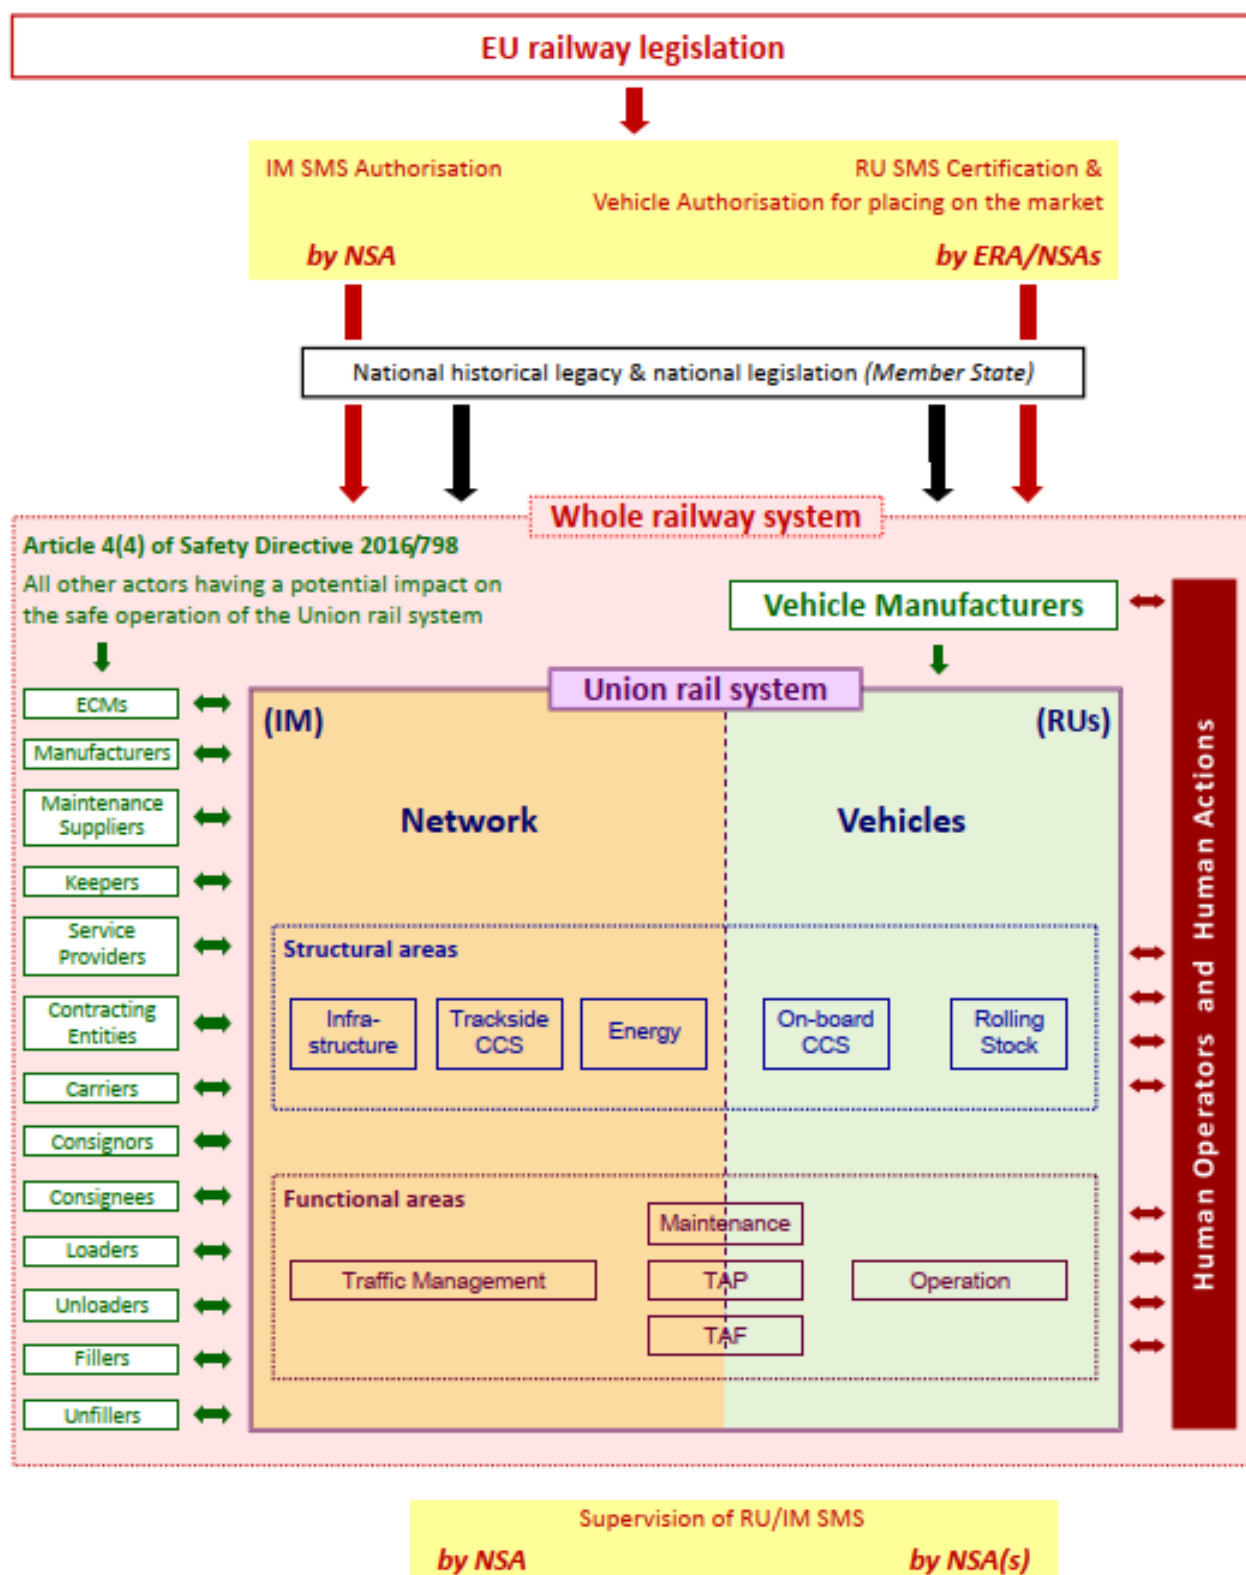 EU railway legislation
IM SMS Authorisation
RU SMS Certification &
Vehicle Authorisation for placing on the market
by NSA
by ERA/NSAs
National historical legacy & national legislation (Member State)
Whole railway system
Article 4(4) of Safety Directive 2016/798
All other actors having a potential impact on
the safe operation of the Union rail system
Vehicle Manufacturers
ECMs
Manufacturers
Maintenance
Suppliers
Keepers
Service
Providers
Contracting
Entities
Carriers
Consignors
Consignees
Loaders
Unloaders
Fillers
Unfillers
Union rail system
(IM)
(RUs)
Network
Vehicles
Structural areas
Infra-
structure
Trackside
CCS
Energy
On-board
CCS
Rolling
Stock
Functional areas
Maintenance
Traffic Management
TAP
Operation
TAF
Human Operators and Human Actions
Supervision of RU/IM SMS
by NSA
by NSA(s)